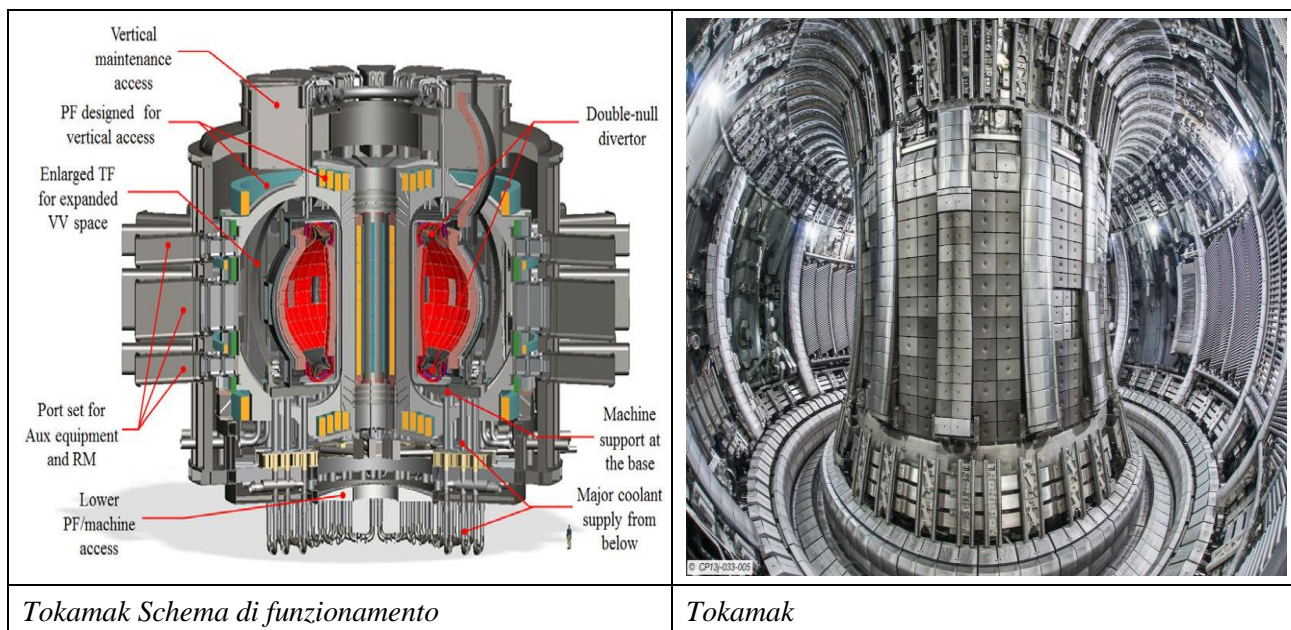 Vertical
maintenance
access
PF designed for
vertical access
Enlarged TF
for expanded
VV space
Port set for
Aux equipment
and RM
Lower
PF/machine
access
Double-null
divertor
Machine
support at
the base
Major coolant
supply from
below
© CP13j-033-005
Tokamak Schema di funzionamento
Tokamak